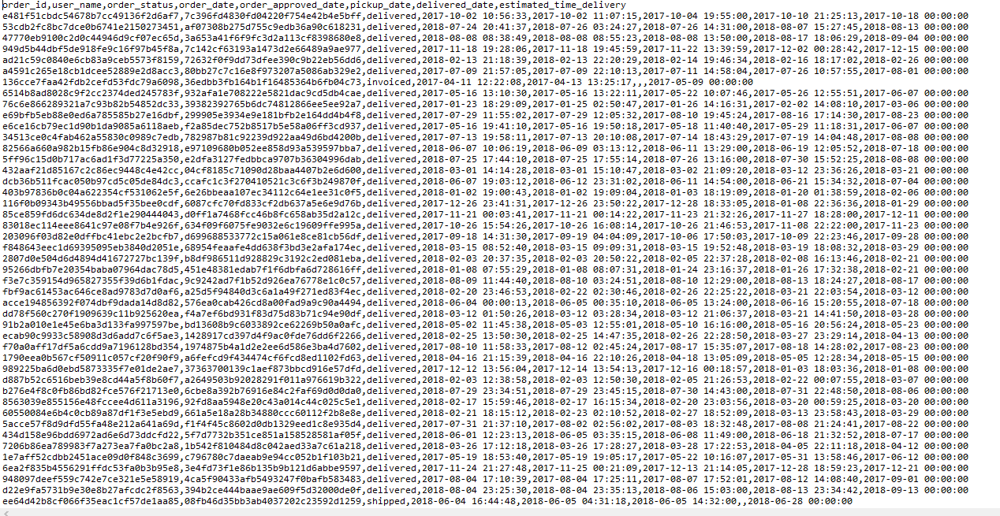 order_id,user_name,order_status,order_date,order_approved_date,pickup_date,delivered_date,estimated_time_delivery
e481f51cbdc54678b7cc49136f2d6af7,7c396fd4830fd04220f754e42b4e5bff,delivered,2017-10-02 10:56:33,2017-10-02 11:07:15,2017-10-04 19:55:00,2017-10-10 21:25:13,2017-10-18 00:00:00
53cdb2fc8bc7dce0b6741e2150273451,af07308b275d755c9edb36a90c618231,delivered,2018-07-24 20:41:37,2018-07-26 03:24:27,2018-07-26 14:31:00,2018-08-07 15:27:45,2018-08-13 00:00:00
47770eb9100c2d0c44946d9cf07ec65d,3a653a41f6f9fc3d2a113cf8398680e8,delivered,2018-08-08 08:38:49,2018-08-08 08:55:23,2018-08-08 13:50:00,2018-08-17 18:06:29,2018-09-04 00:00:00
949d5b44dbf5de918fe9c16f97b45f8a,7c142cf63193a1473d2e66489a9ae977,delivered,2017-11-18 19:28:06,2017-11-18 19:45:59,2017-11-22 13:39:59,2017-12-02 00:28:42,2017-12-15 00:00:00
ad21c59c0840e6cb83a9ceb5573f8159,72632f0f9dd73dfee390c9b22eb56dd6,delivered,2018-02-13 21:18:39,2018-02-13 22:20:29,2018-02-14 19:46:34,2018-02-16 18:17:02,2018-02-26 00:00:00
a4591c265e18cb1dcee52889e2d8acc3,80bb27c7c16e8f973207a5086ab329e2,delivered,2017-07-09 21:57:05,2017-07-09 22:10:13,2017-07-11 14:58:04,2017-07-26 10:57:55,2017-08-01 00:00:00
136cce7faa42fdb2cefd53fdc79a6098,36edbb3fb164b1f16485364b6fb04c73,invoiced,2017-04-11 12:22:08,2017-04-13 13:25:17,,,2017-05-09 00:00:00
6514b8ad8028c9f2cc2374ded245783f,932afa1e708222e5821dac9cd5db4cae,delivered,2017-05-16 13:10:30,2017-05-16 13:22:11,2017-05-22 10:07:46,2017-05-26 12:55:51,2017-06-07 00:00:00
76c6e866289321a7c93b82b54852dc33,39382392765b6dc74812866ee5ee92a7,delivered,2017-01-23 18:29:09,2017-01-25 02:50:47,2017-01-26 14:16:31,2017-02-02 14:08:10,2017-03-06 00:00:00
e69bfb5eb88e0ed6a785585b27e16dbf,299905e3934e9e181bfb2e164dd4b4f8,delivered,2017-07-29 11:55:02,2017-07-29 12:05:32,2017-08-10 19:45:24,2017-08-16 17:14:30,2017-08-23 00:00:00
e6ce16cb79ec1d90b1da9085a6118aeb,f2a85dec752b8517b5e58a06ff3cd937,delivered,2017-05-16 19:41:10,2017-05-16 19:50:18,2017-05-18 11:40:40,2017-05-29 11:18:31,2017-06-07 00:00:00
34513ce0c4fab462a55830c0989c7edb,782987b81c92239d922aa49d6bd4200b,delivered,2017-07-13 19:58:11,2017-07-13 20:10:08,2017-07-14 18:43:29,2017-07-19 14:04:48,2017-08-08 00:00:00
82566a660a982b15fb86e904c8d32918,e97109680b052ee858d93a539597bba7,delivered,2018-06-07 10:06:19,2018-06-09 03:13:12,2018-06-11 13:29:00,2018-06-19 12:05:52,2018-07-18 00:00:00
5ff96c15d0b717ac6ad1f3d77225a350,e2dfa3127fedbbca9707b36304996dab,delivered,2018-07-25 17:44:10,2018-07-25 17:55:14,2018-07-26 13:16:00,2018-07-30 15:52:25,2018-08-08 00:00:00
432aaf21d85167c2c86ec9448c4e42cc,04cf8185c71090d28baa4407b2e6d600,delivered,2018-03-01 14:14:28,2018-03-01 15:10:47,2018-03-02 21:09:20,2018-03-12 23:36:26,2018-03-21 00:00:00
dcb36b511fcac050b97cd5c05de84dc3,ccafc1c3f270410521c3c6f3b249870f,delivered,2018-06-07 19:03:12,2018-06-12 23:31:02,2018-06-11 14:54:00,2018-06-21 15:34:32,2018-07-04 00:00:00
403b97836b0c04a622354cf531062e5f,6e26bbeaa107ec34112c64e1ee31c0f5,delivered,2018-01-02 19:00:43,2018-01-02 19:09:04,2018-01-03 18:19:09,2018-01-20 01:38:59,2018-02-06 00:00:00
116f0b09343b49556bbad5f35bee0cdf,6087cfc70fd833cf2db637a5e6e9d76b,delivered,2017-12-26 23:41:31,2017-12-26 23:50:22,2017-12-28 18:33:05,2018-01-08 22:36:36,2018-01-29 00:00:00
85ce859fd6dc634de8d2f1e290444043,d0ff1a7468fcc46b8fc658ab35d2a12c,delivered,2017-11-21 00:03:41,2017-11-21 00:14:22,2017-11-23 21:32:26,2017-11-27 18:28:00,2017-12-11 00:00:00
83018ec114eee8641c97e08f7b4e926f,634f09f6075fe9032e6c19609ffe995a,delivered,2017-10-26 15:54:26,2017-10-26 16:08:14,2017-10-26 21:46:53,2017-11-08 22:22:00,2017-11-23 00:00:00
203096f03d82e0dffbc41ebc2e2bcfb7,d699688533772c15a061e8ce81cb56df,delivered,2017-09-18 14:31:30,2017-09-19 04:04:09,2017-10-06 17:50:03,2017-10-09 22:23:46,2017-09-28 00:00:00
f848643eec1d69395095eb3840d2051e,68954feaafe4dd638f3bd3e2afa174ec,delivered,2018-03-15 08:52:40,2018-03-15 09:09:31,2018-03-15 19:52:48,2018-03-19 18:08:32,2018-03-29 00:00:00
2807d0e504d6d4894d41672727bc139f,b8df986511d928829c3192c2ed081eba,delivered,2018-02-03 20:37:35,2018-02-03 20:50:22,2018-02-05 22:37:28,2018-02-08 16:13:46,2018-02-21 00:00:00
95266dbfb7e20354baba07964dac78d5,451e48381edab7f1f6dbfa6d728616ff,delivered,2018-01-08 07:55:29,2018-01-08 08:07:31,2018-01-24 23:16:37,2018-01-26 17:32:38,2018-02-21 00:00:00
f3e7c359154d965827355f39d6b1fdac,9c9242ad7f1b52d926ea76778e1c0c57,delivered,2018-08-09 11:44:40,2018-08-10 03:24:51,2018-08-10 12:29:00,2018-08-13 18:24:27,2018-08-17 00:00:00
fbf9ac61453ac646ce8ad9783d7d0af6,a25d5f94840d3c6a1a49f271ed83f4ec,delivered,2018-02-20 23:46:53,2018-02-22 02:30:46,2018-02-26 22:25:22,2018-03-21 22:03:54,2018-03-12 00:00:00
acce194856392f074dbf9dada14d8d82,576ea0cab426cd8a00fad9a9c90a4494,delivered,2018-06-04 00:00:13,2018-06-05 00:35:10,2018-06-05 13:24:00,2018-06-16 15:20:55,2018-07-18 00:00:00
dd78f560c270f1909639c11b925620ea,f4a7ef6bd931f83d75d83b71c94e90df,delivered,2018-03-12 01:50:26,2018-03-12 03:28:34,2018-03-12 21:06:37,2018-03-21 14:41:50,2018-03-28 00:00:00
91b2a010e1e45e6ba3d133fa997597be,bd13608b9c6033892ce62269b50a0afc,delivered,2018-05-02 11:45:38,2018-05-03 12:55:01,2018-05-10 16:16:00,2018-05-16 20:56:24,2018-05-23 00:00:00
ecab90c9933c58908d3d6add7c6f5ae3,1428917cd397d4f9ac0fde76dd6f2266,delivered,2018-02-25 13:50:30,2018-02-25 14:47:35,2018-02-26 22:28:50,2018-03-27 23:29:14,2018-04-13 00:00:00
f70a0aff17df5a6cdd9a7196128bd354,1974875b4a1d2e2ee6d586e3ba4d7602,delivered,2017-08-10 11:58:33,2017-08-12 02:45:24,2017-08-17 15:35:07,2017-08-18 14:28:02,2017-08-23 00:00:00
1790eea0b567cf50911c057cf20f90f9,a6fefcd9f434474cf6fcd8ed1102fd63,delivered,2018-04-16 21:15:39,2018-04-16 22:10:26,2018-04-18 13:05:09,2018-05-05 12:28:34,2018-05-15 00:00:00
989225ba6d0ebd5873335f7e01de2ae7,37363700139c1aef873bbcd916e57dfd,delivered,2017-12-12 13:56:04,2017-12-14 13:54:13,2017-12-16 00:18:57,2018-01-03 18:03:36,2018-01-08 00:00:00
d887b52c6516beb39e8cd44a5f8b60f7,a2649503b92028291f011a976619b322,delivered,2018-02-03 12:38:58,2018-02-03 12:50:30,2018-02-05 21:26:53,2018-02-22 00:07:55,2018-03-07 00:00:00
b276e4f8c0fb86bd82fce576f21713e0,6cbe8a392b76916e84c2faf69d0d0da0,delivered,2018-07-29 23:34:51,2018-07-29 23:45:15,2018-07-30 14:43:00,2018-07-31 22:48:50,2018-08-06 00:00:00
8563039e855156e48fccee4d611a3196,92fd8aa5948e20c43a014c44c025c5e1,delivered,2018-02-17 15:59:46,2018-02-17 16:15:34,2018-02-20 23:03:56,2018-03-20 00:59:25,2018-03-20 00:00:00
60550084e6b4c0cb89a87df1f3e5ebd9,661a5e18a28b34880ccc60112f2b8e8e,delivered,2018-02-21 18:15:12,2018-02-23 02:10:52,2018-02-27 18:52:09,2018-03-13 23:58:43,2018-03-29 00:00:00
5acce57f8d9dfd55fa48e212a641a69d,f1f4f45c8602d0db1329eed1c8e935d4,delivered,2017-07-31 21:37:10,2017-08-02 02:56:02,2017-08-03 18:32:48,2017-08-08 21:24:41,2017-08-22 00:00:00
434d158e96bdd6972ad6e6d73ddcfd22,5f7d7732b351ce851a158528581af05f,delivered,2018-06-01 12:23:13,2018-06-05 03:35:15,2018-06-08 11:49:00,2018-06-18 21:32:52,2018-07-17 00:00:00
7206b86ea789983f7a273ea7fa0bc2a8,1b542f810484d8c042d33a7c61a218,delivered,2018-03-26 17:12:18,2018-03-26 17:28:27,2018-03-28 17:22:53,2018-04-05 22:11:18,2018-04-12 00:00:00
1e7aff52cdbb2451ace09d0f848c3699,c796780c7daeab9e94cc052b1f103b21,delivered,2017-05-19 18:53:40,2017-05-19 19:05:17,2017-05-22 10:16:07,2017-05-31 13:58:46,2017-06-12 00:00:00
6ea2f835b4556291ffdc53fa0b3b95e8,3e4fd73f1e86b135b9b121d6abbe9597,delivered,2017-11-24 21:27:48,2017-11-25 00:21:09,2017-12-13 21:14:05,2017-12-28 18:59:23,2017-12-21 00:00:00
948097deef559c742e7ce321e5e58919,4ca5f90433afb5493247f0bafb583483,delivered,2017-08-04 17:10:39,2017-08-04 17:25:11,2017-08-07 17:52:01,2017-08-12 14:08:40,2017-09-01 00:00:00
d22e9fa5731b9e30e8b27afcdc2f8563,394b2ce444baae9ae609f5d32000de0f,delivered,2018-08-04 23:25:30,2018-08-04 23:35:13,2018-08-06 15:03:00,2018-08-13 23:34:42,2018-09-13 00:00:00
ee64d42b8cf066f35eac1cf57de1aa85,08fb46d35bb3ab4037202c23592d1259,shipped,2018-06-04 16:44:48,2018-06-05 04:31:18,2018-06-05 14:32:00,,2018-06-28 00:00:00